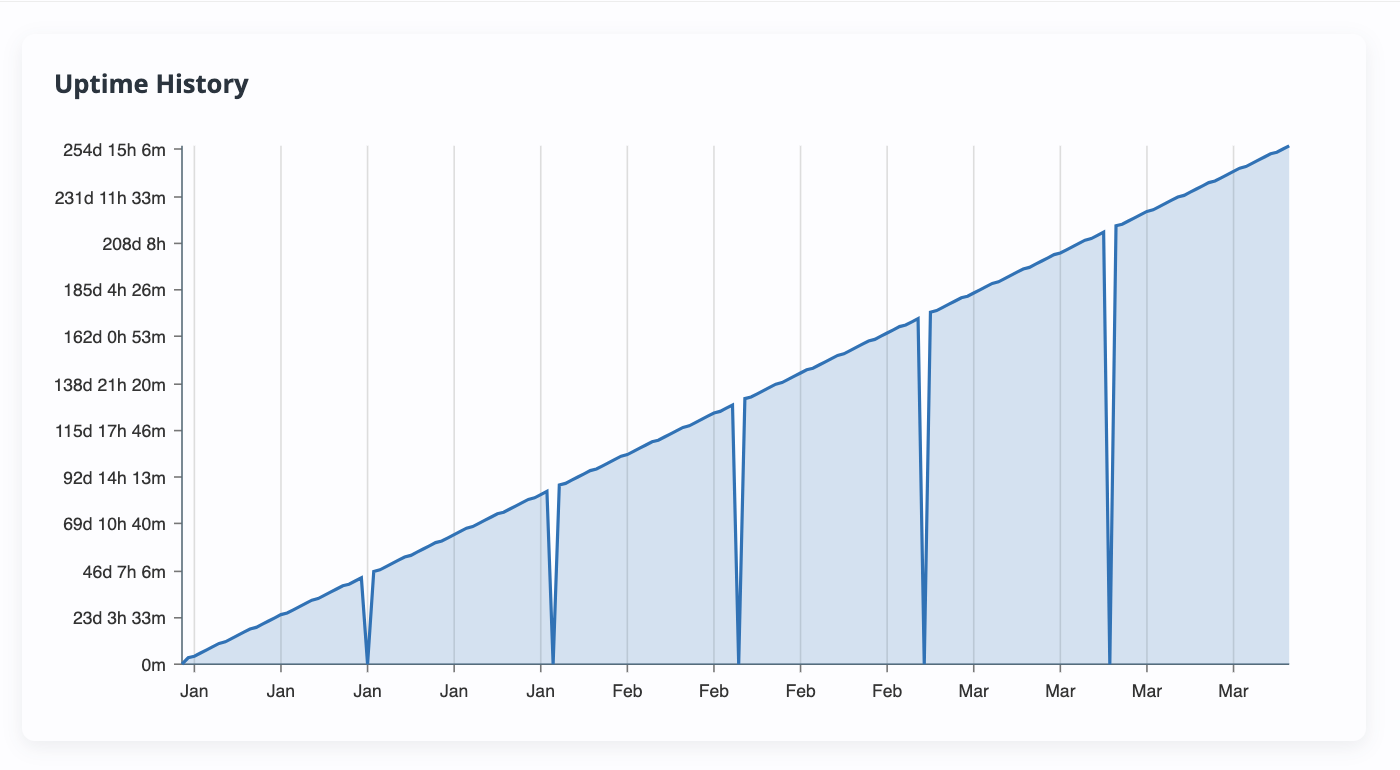 Uptime History
254d 15h 6m
231d 11h 33m
208d 8h
185d 4h 26m
162d 0h 53m
138d 21h 20m
115d 17h 46m
92d 14h 13m
69d 10h 40m
46d 7h 6m
23d 3h 33m
0m
Jan Jan Jan Jan Jan Feb Feb Feb Feb Mar Mar Mar Mar